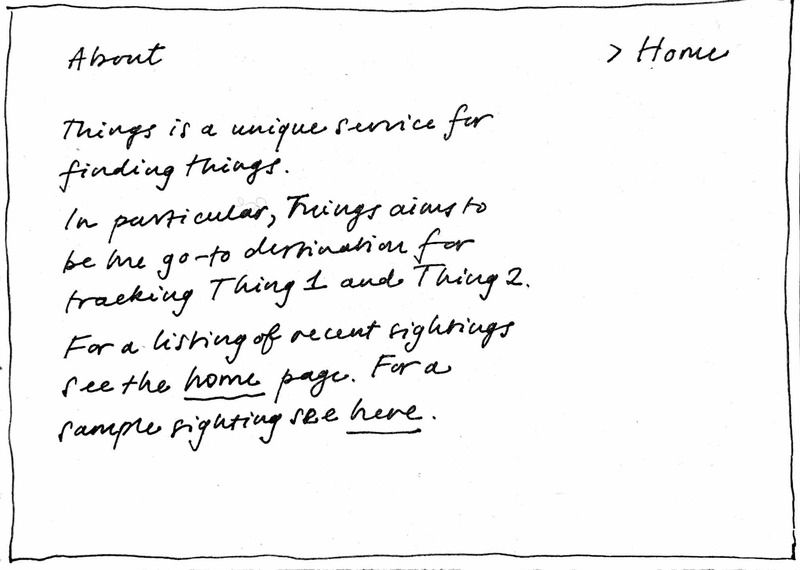 About
> Home
Things is a unique service for
finding things.
In particular, Things aims to
be the go-to destination for
tracking Thing 1 and Thing 2.
For a listing of recent sightings
see the home page. For a
sample sighting see here.